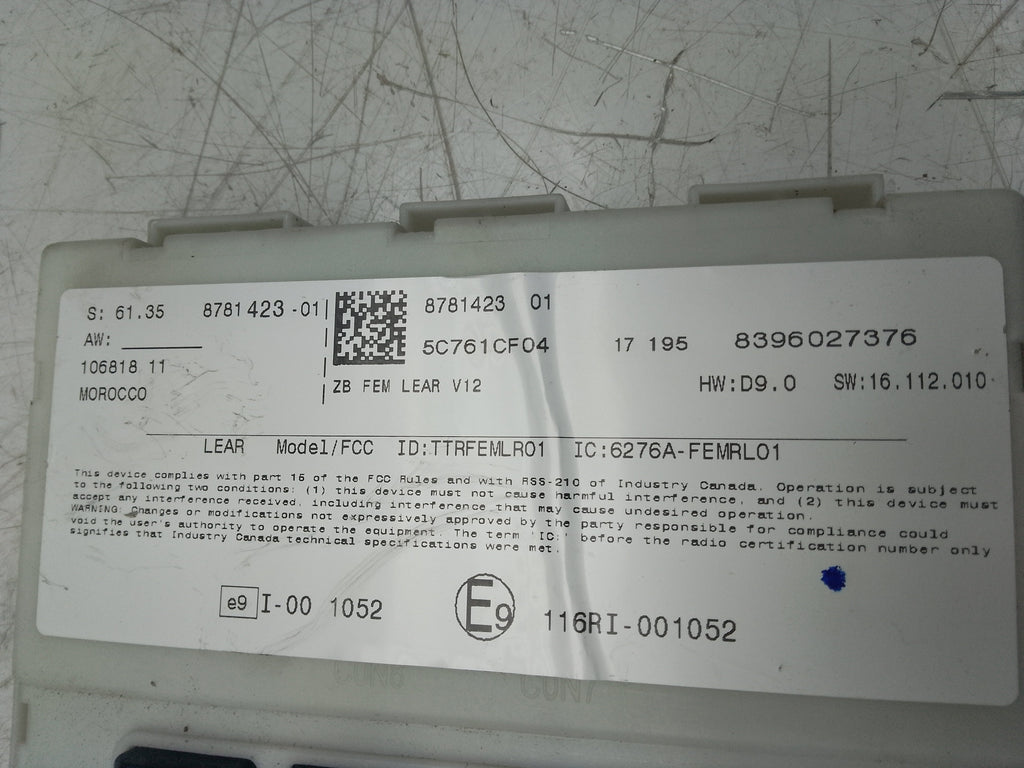 S: 61.35 8781423-01 8781423 01
AW: 5C761CF04 17 195 8396027376
106818 11
MOROCCO ZB FEM LEAR V12 HW:D9.0 SW:16.112.010
LEAR Model/FCC ID:TTRFEMLR01 IC:6276A-FEMRL01
This device complies with part 15 of the FCC Rules and with RSS-210 of Industry Canada. Operation is subject
to the following two conditions: (1) this device must not cause harmful interference, and (2) this device must
accept any interference received, including interference that may cause undesired operation.
WARNING: Changes or modifications not expressively approved by the party responsible for compliance could
void the user's authority to operate the equipment. The term 'IC:' before the radio certification number only
signifies that Industry Canada technical specifications were met.
e9 I-00 1052 E9 116RI-001052
CON6 CON7